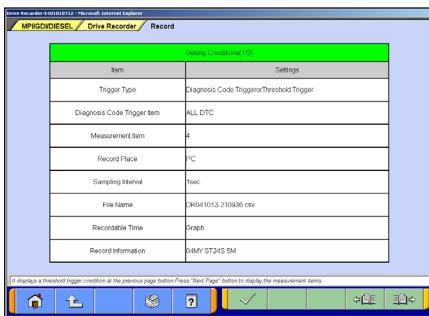 Drive Recorder-E401010712 - Microsoft Internet Explorer
MPI/GDI/DIESEL Drive Recorder Record
Setting Conditions(1/2)
Item Settings
Trigger Type Diagnosis Code TriggerorThreshold Trigger
Diagnosis Code Trigger Item ALL DTC
Measurement Item 4
Record Place PC
Sampling Interval 1sec
File Name DR041013-210936.csv
Recordable Time Graph
Record Information 04MY ST24S 5M
It displays a threshold trigger condition at the previous page button.Press "Next Page" button to display the measurement items.
?